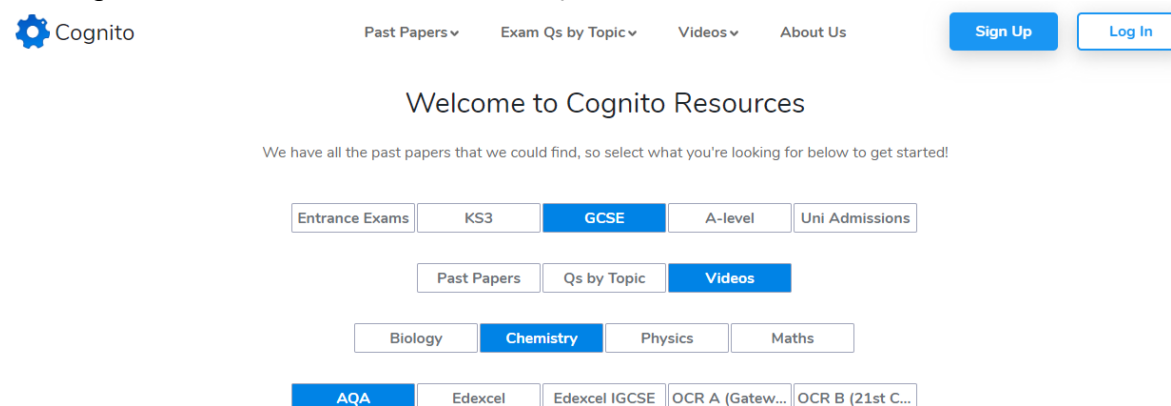 Cognito Past Papers Exam Qs by Topic Videos About Us Sign Up Log In
Welcome to Cognito Resources
We have all the past papers that we could find, so select what you're looking for below to get started!
Entrance Exams KS3 GCSE A-level Uni Admissions
Past Papers Qs by Topic Videos
Biology Chemistry Physics Maths
AQA Edexcel Edexcel IGCSE OCR A (Gatew... OCR B (21st C...